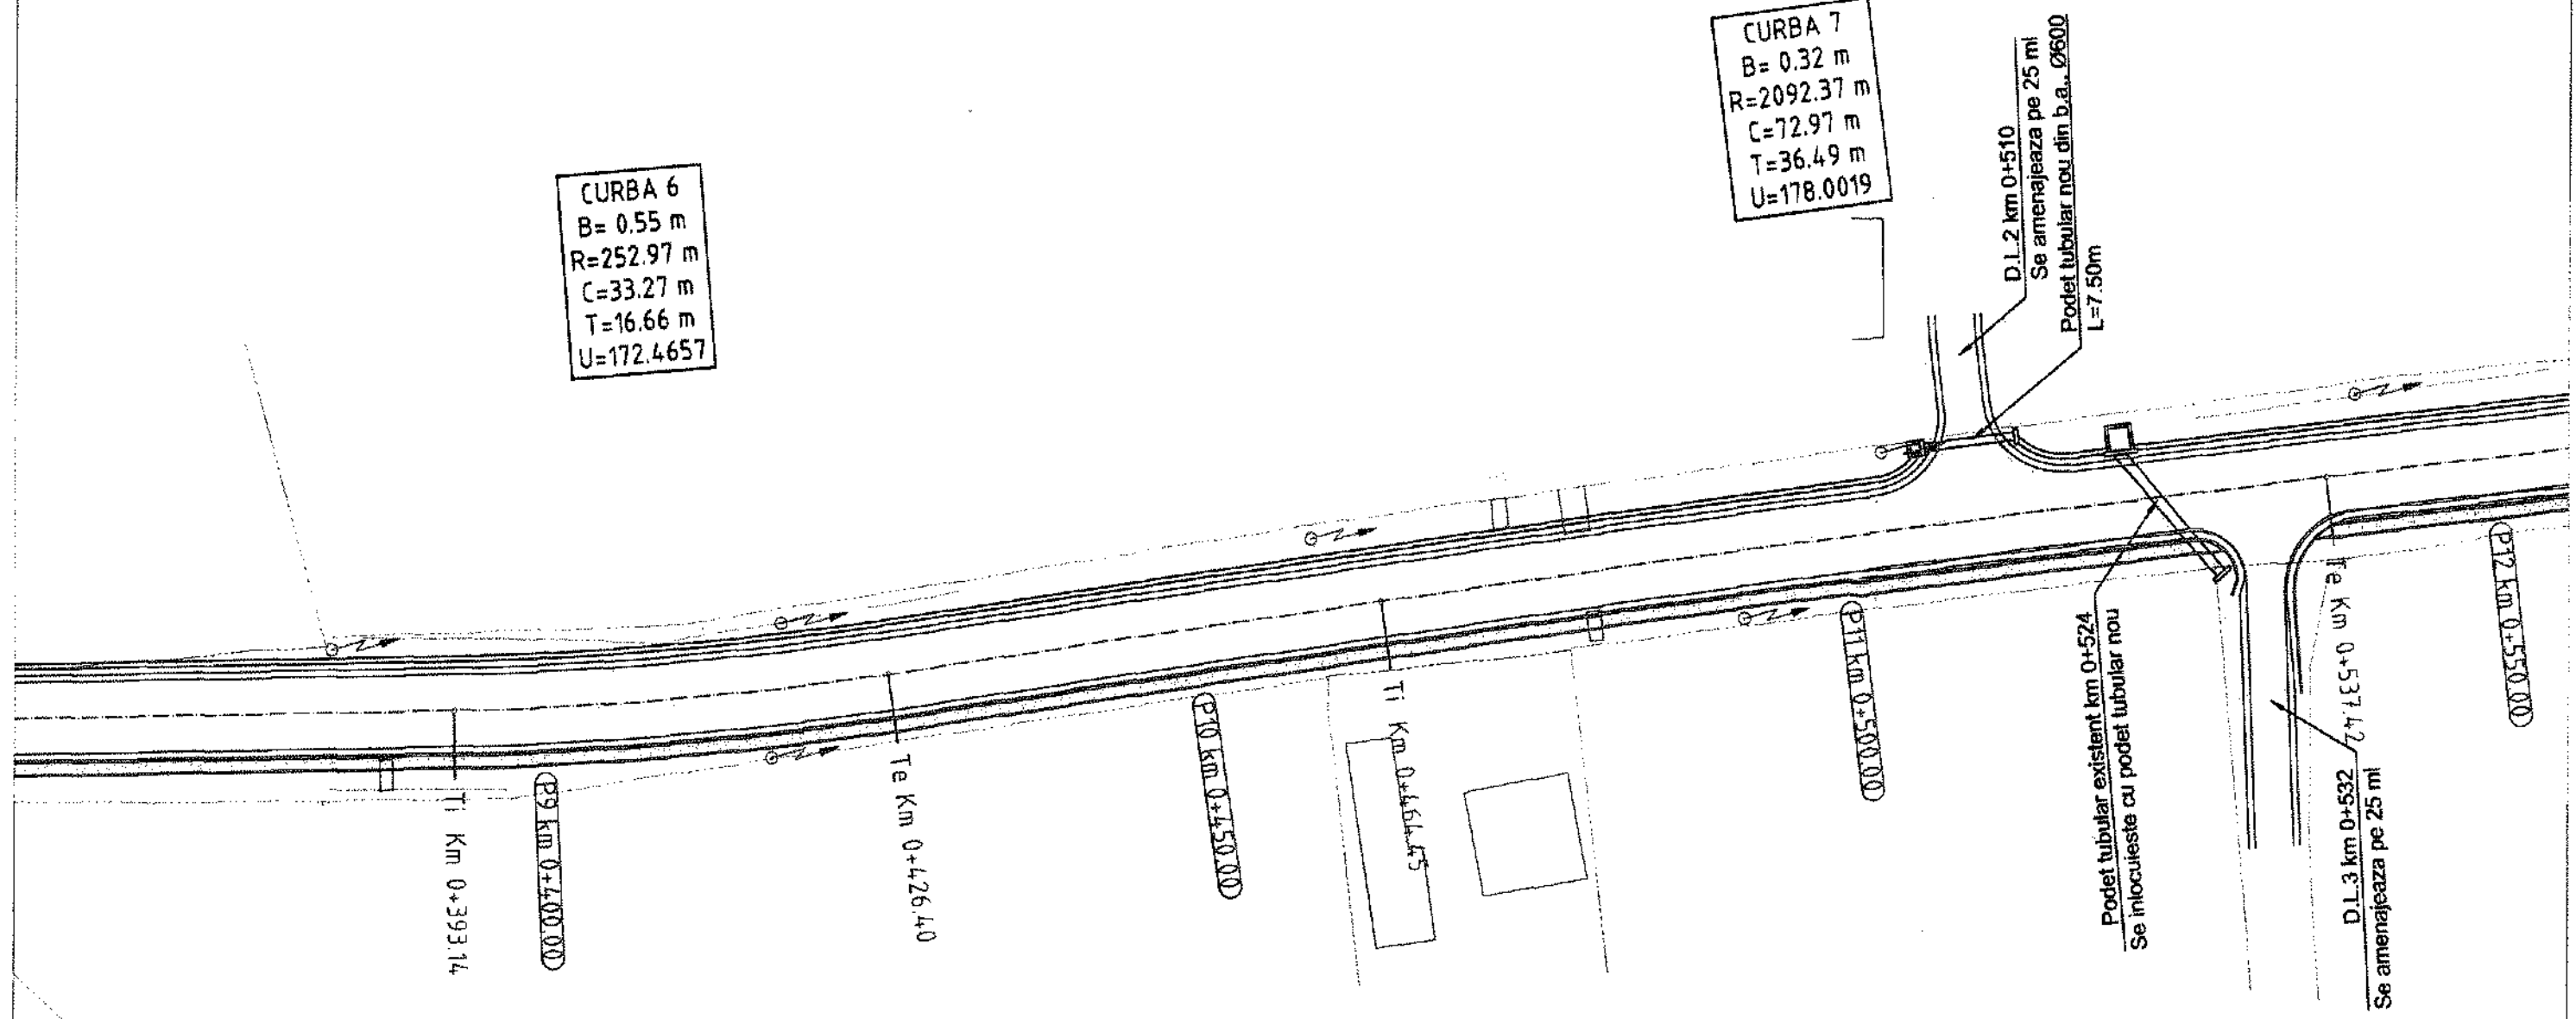 CURBA 6
B= 0.55 m
R=252.97 m
C=33.27 m
T=16.66 m
U=172.4657
CURBA 7
B= 0.32 m
R=2092.37 m
C=72.97 m
T=36.49 m
U=178.0019
D.L.2 km 0+510
Se amenajeaza pe 25 ml
Podet tubular nou din b.a., Ø600
L=7.50m
Ti Km 0+393.14
P9 km 0+400.00
Te Km 0+426.40
P10 km 0+450.00
Ti Km 0+464.45
P11 km 0+500.00
Podet tubular existent km 0+524
Se inlocuieste cu podet tubular nou
Te Km 0+537.42
D.L.3 km 0+532
Se amenajeaza pe 25 ml
P12 km 0+550.00